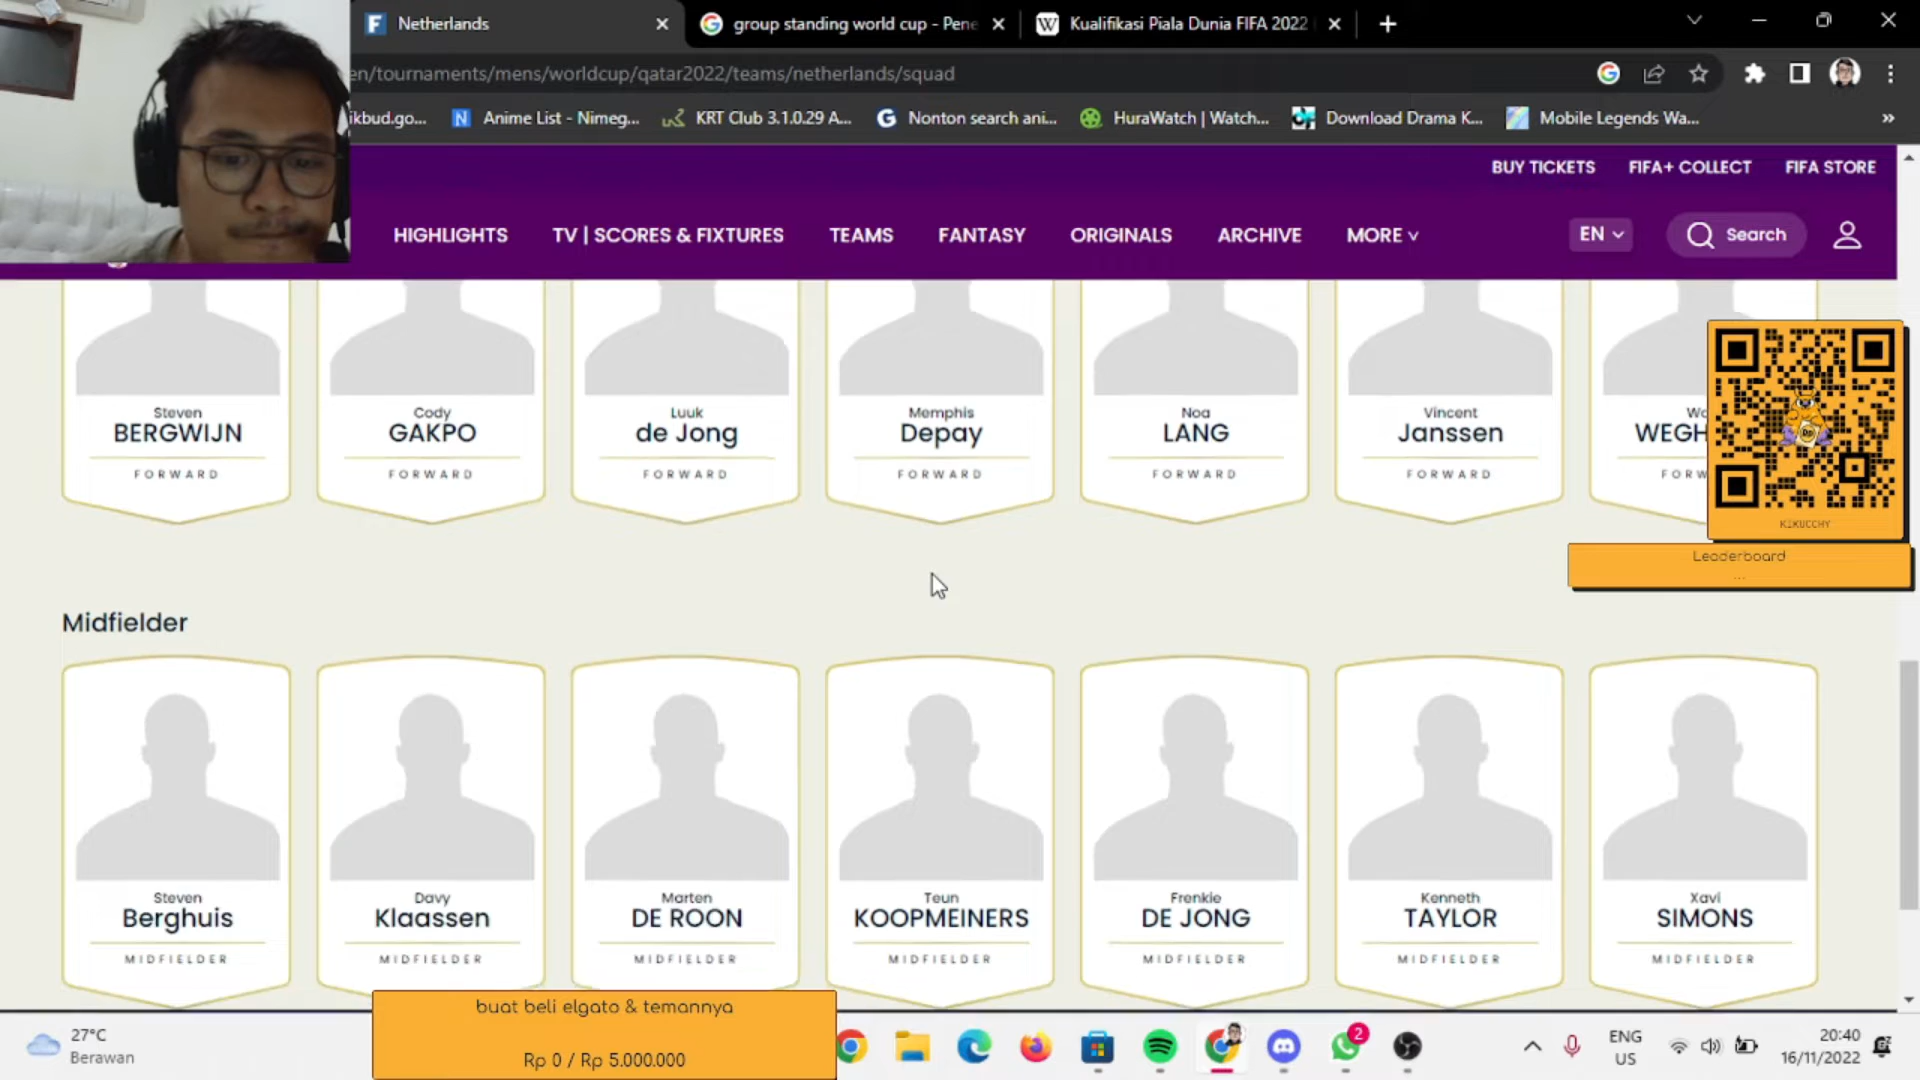 Netherlands
group standing world cup - Pene
Kualifikasi Piala Dunia FIFA 2022
en/tournaments/mens/worldcup/qatar2022/teams/netherlands/squad
ikbud.go...
Anime List - Nimeg...
KRT Club 3.1.0.29 A...
Nonton search ani...
HuraWatch | Watch...
Download Drama K...
Mobile Legends Wa...
»
BUY TICKETS
FIFA+ COLLECT
FIFA STORE
HIGHLIGHTS
TV | SCORES & FIXTURES
TEAMS
FANTASY
ORIGINALS
ARCHIVE
MORE
EN
Search
Steven
BERGWIJN
FORWARD
Cody
GAKPO
FORWARD
Luuk
de Jong
FORWARD
Memphis
Depay
FORWARD
Noa
LANG
FORWARD
Vincent
Janssen
FORWARD
Wo
WEGH
FORW
KIKUCCHY
Leaderboard
...
Midfielder
Steven
Berghuis
MIDFIELDER
Davy
Klaassen
MIDFIELDER
Marten
DE ROON
MIDFIELDER
Teun
KOOPMEINERS
MIDFIELDER
Frenkie
DE JONG
MIDFIELDER
Kenneth
TAYLOR
MIDFIELDER
Xavi
SIMONS
MIDFIELDER
buat beli elgato & temannya
Rp 0 / Rp 5.000.000
27°C
Berawan
2
ENG
US
20:40
16/11/2022